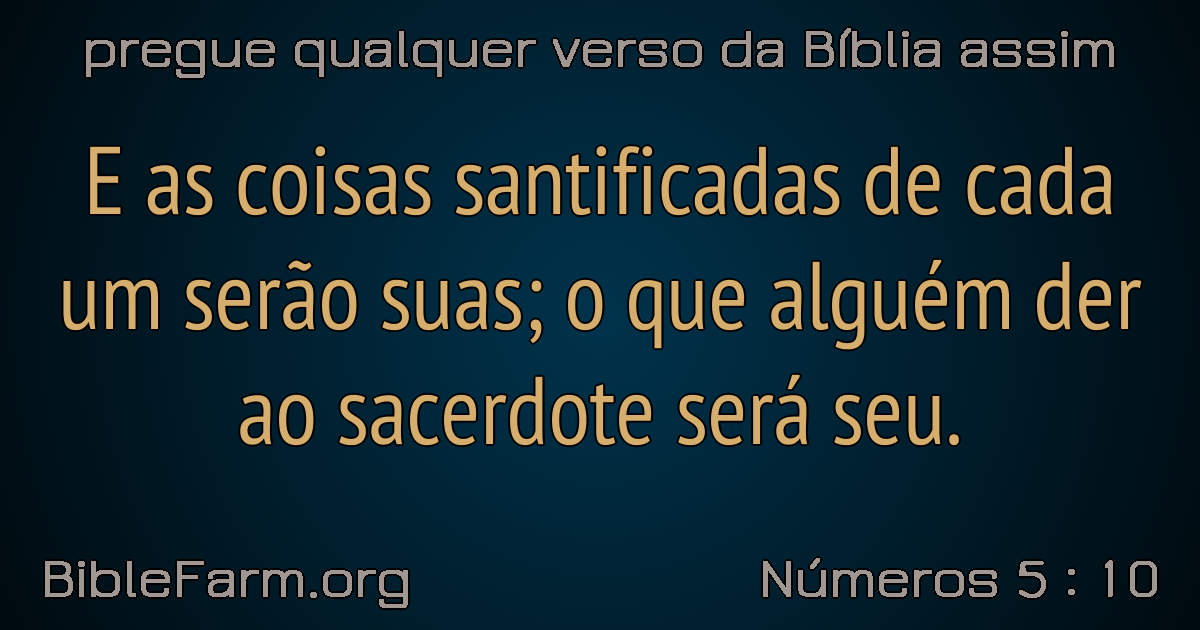 pregue qualquer verso da Bíblia assim
E as coisas santificadas de cada
um serão suas; o que alguém der
ao sacerdote será seu.
BibleFarm.org
Números 5 : 10